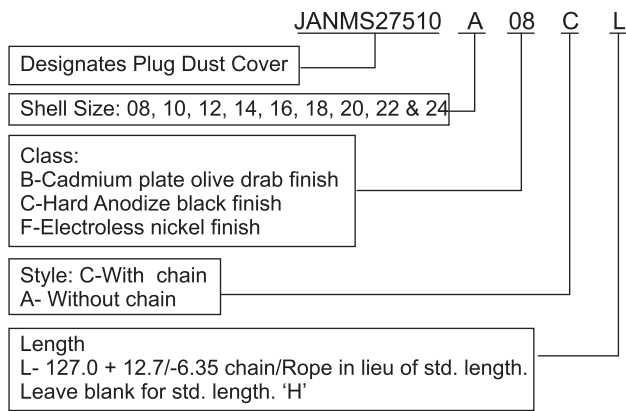 JANMS27510 A 08 C L
Designates Plug Dust Cover
Shell Size: 08, 10, 12, 14, 16, 18, 20, 22 & 24
Class:
B-Cadmium plate olive drab finish
C-Hard Anodize black finish
F-Electroless nickel finish
Style: C-With chain
A- Without chain
Length
L- 127.0 + 12.7/-6.35 chain/Rope in lieu of std. length.
Leave blank for std. length. ‘H’